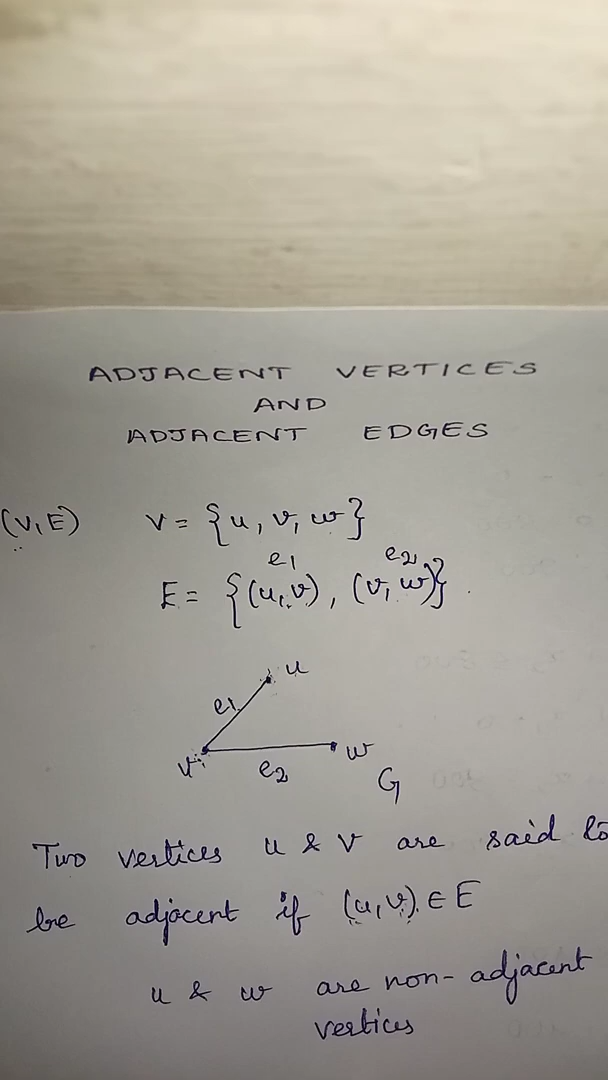 ADJACENT VERTICES
AND
ADJACENT EDGES
(V,E) V = {u, v, w}
e1 e2
E = {(u,v), (v,w)}.
u
e1
v w
e2 G
Two vertices u & v are said to
be adjacent if (u,v) ∈ E
u & w are non-adjacent
vertices